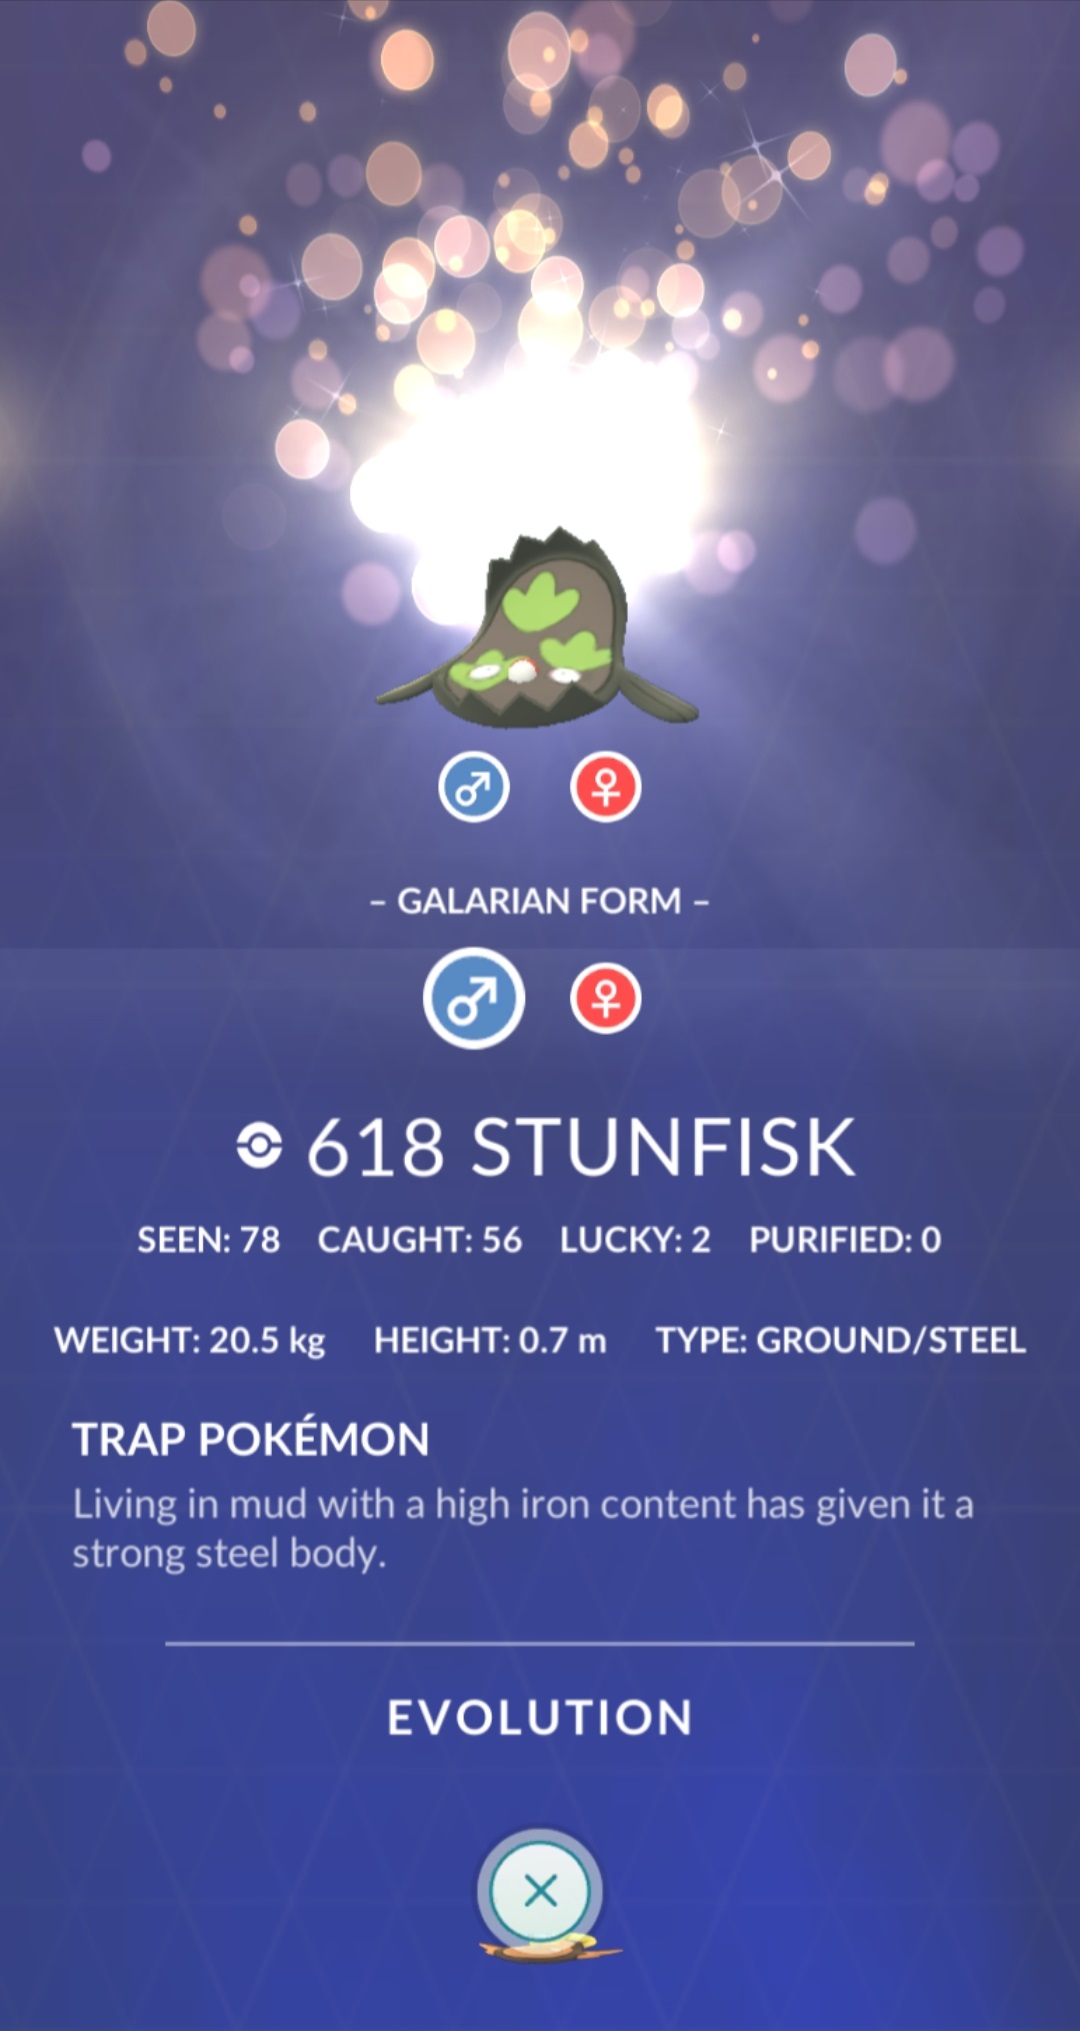 – GALARIAN FORM –
618 STUNFISK
SEEN: 78 CAUGHT: 56 LUCKY: 2 PURIFIED: 0
WEIGHT: 20.5 kg HEIGHT: 0.7 m TYPE: GROUND/STEEL
TRAP POKÉMON
Living in mud with a high iron content has given it a
strong steel body.
EVOLUTION